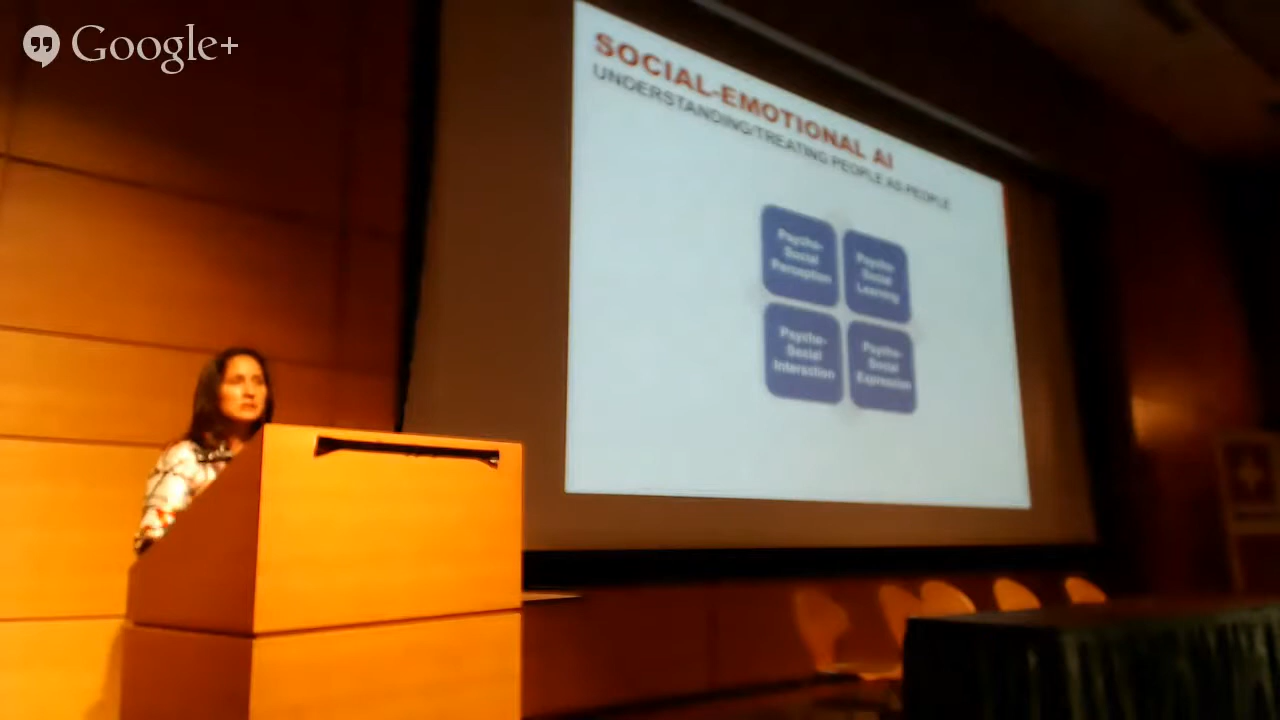 Google+
SOCIAL-EMOTIONAL AI
UNDERSTANDING/TREATING PEOPLE AS PEOPLE
Psycho-
Social
Perception
Psycho-
Social
Learning
Psycho-
Social
Interaction
Psycho-
Social
Expression